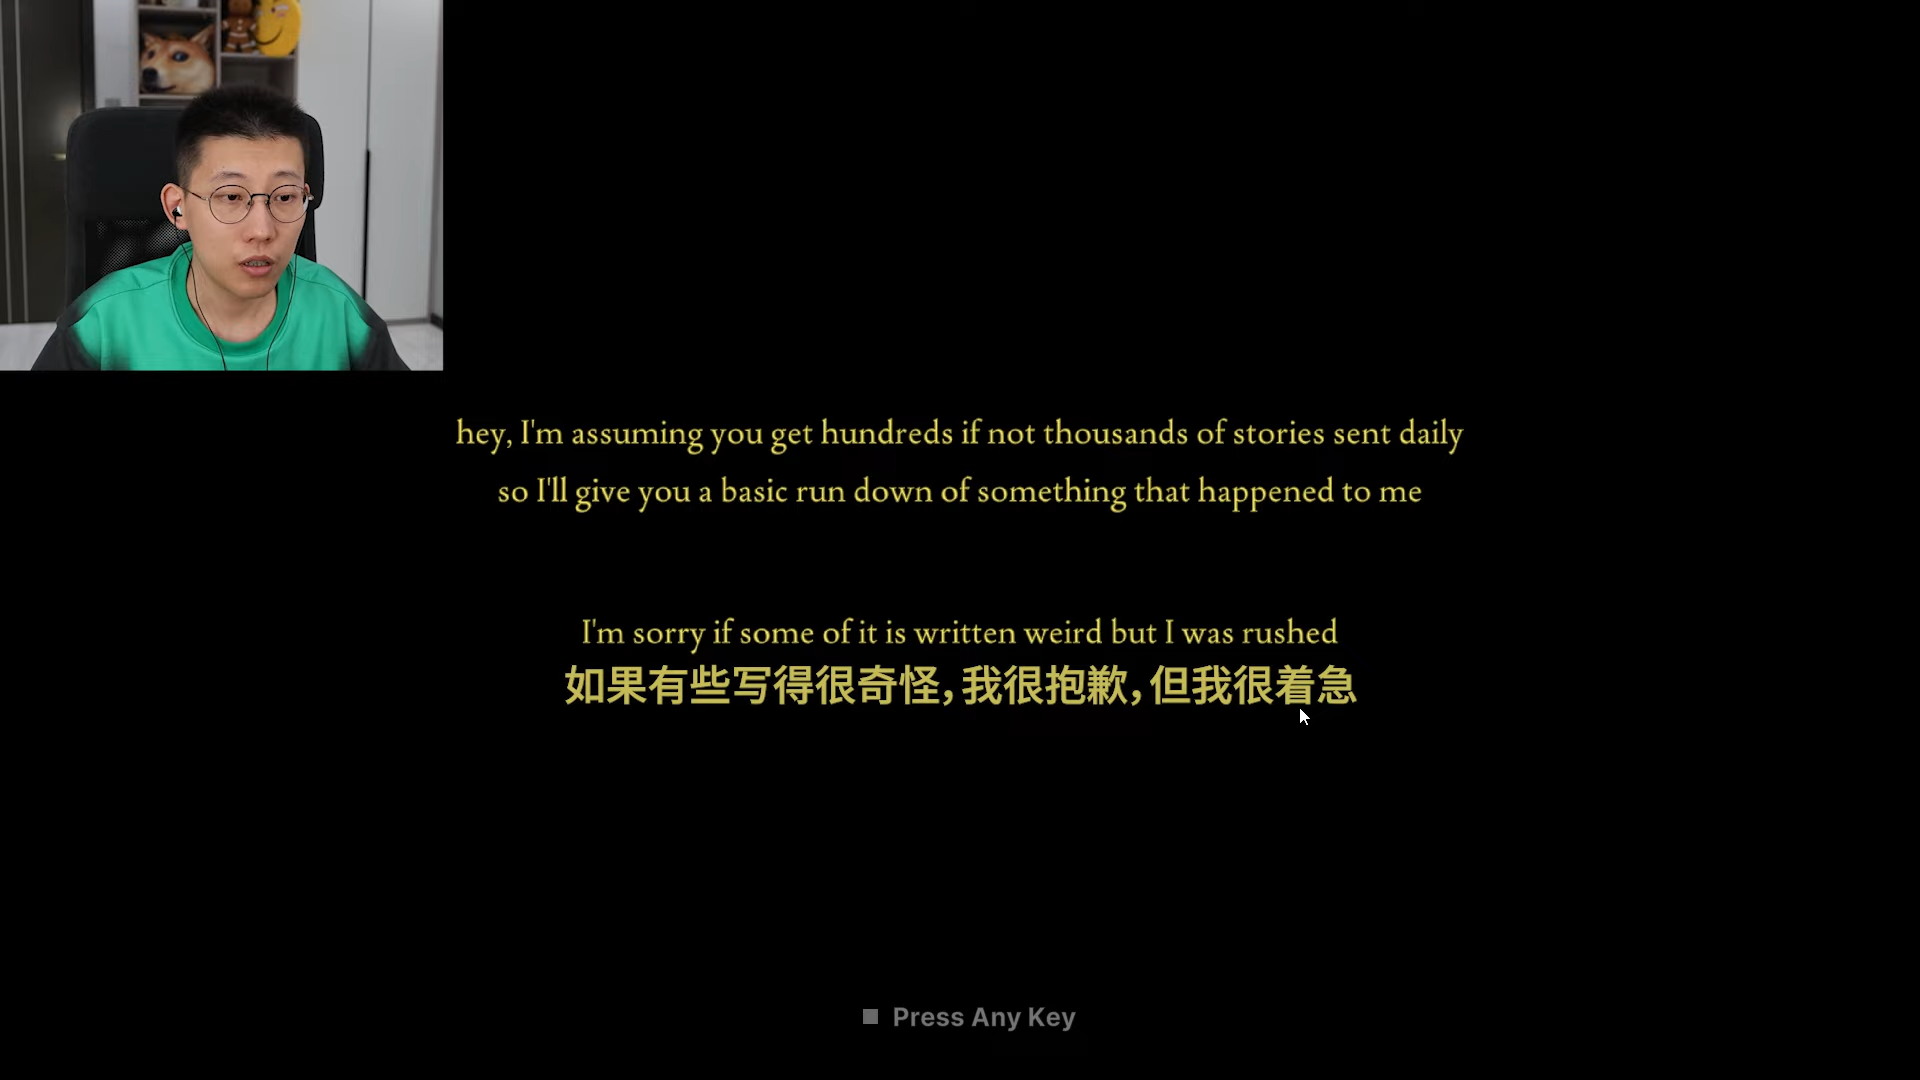 hey, I'm assuming you get hundreds if not thousands of stories sent daily
so I'll give you a basic run down of something that happened to me
I'm sorry if some of it is written weird but I was rushed
如果有些写得很奇怪，我很抱歉，但我很着急
Press Any Key